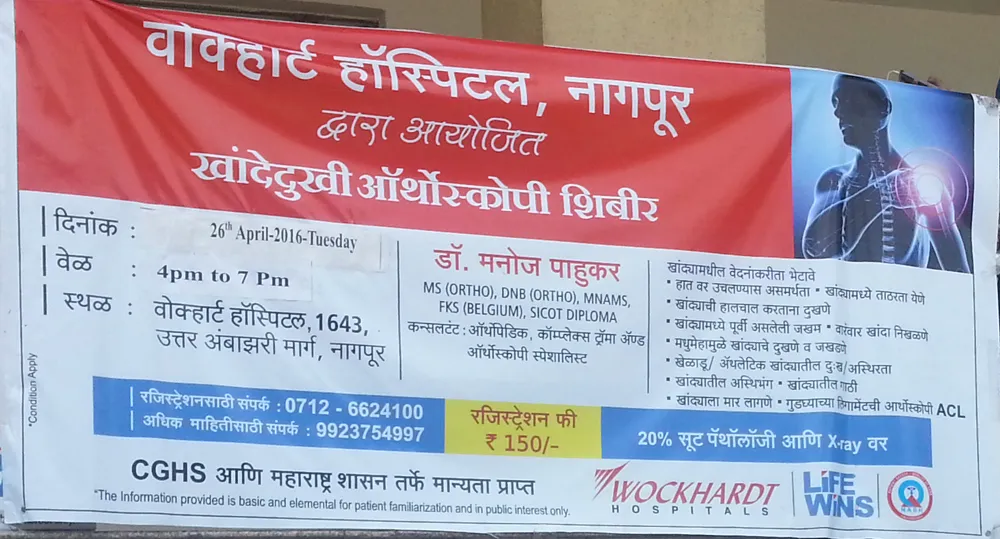 वोक्हार्ट हॉस्पिटल, नागपूर
द्वारा आयोजित
खांदेदुखी ऑर्थोस्कोपी शिबीर
दिनांक : 26th April-2016-Tuesday
वेळ : 4pm to 7 Pm
स्थळ : वोक्हार्ट हॉस्पिटल, 1643,
उत्तर अंबाझरी मार्ग, नागपूर
*Condition Apply
डॉ. मनोज पाहुकर
MS (ORTHO), DNB (ORTHO), MNAMS,
FKS (BELGIUM), SICOT DIPLOMA
कन्सलटंट : ऑर्थोपिडिक, कॉम्प्लेक्स ट्रॉमा ॲण्ड
ऑर्थोस्कोपी स्पेशालिस्ट
खांद्यामधील वेदनांकरीता भेटावे
• हात वर उचलण्यास असमर्थता • खांद्यामध्ये ताठरता येणे
• खांद्याची हालचाल करताना दुखणे
• खांद्यामध्ये पूर्वी असलेली जखम • वारंवार खांदा निखळणे
• मधुमेहामुळे खांद्याचे दुखणे व जखडणे
• खेळाडू/ ॲथलेटिक खांद्यातील दुःख/अस्थिरता
• खांद्यातील अस्थिभंग • खांद्यातील गाठी
• खांद्याला मार लागणे • गुडघ्याच्या लिगामेंटची आर्थोस्कोपी ACL
रजिस्ट्रेशनसाठी संपर्क : 0712 - 6624100
अधिक माहितीसाठी संपर्क : 9923754997
रजिस्ट्रेशन फी
₹ 150/-
20% सूट पॅथॉलॉजी आणि X-ray वर
CGHS आणि महाराष्ट्र शासन तर्फे मान्यता प्राप्त
*The Information provided is basic and elemental for patient familiarization and in public interest only.
WOCKHARDT
HOSPITALS
LiFE
WiNS